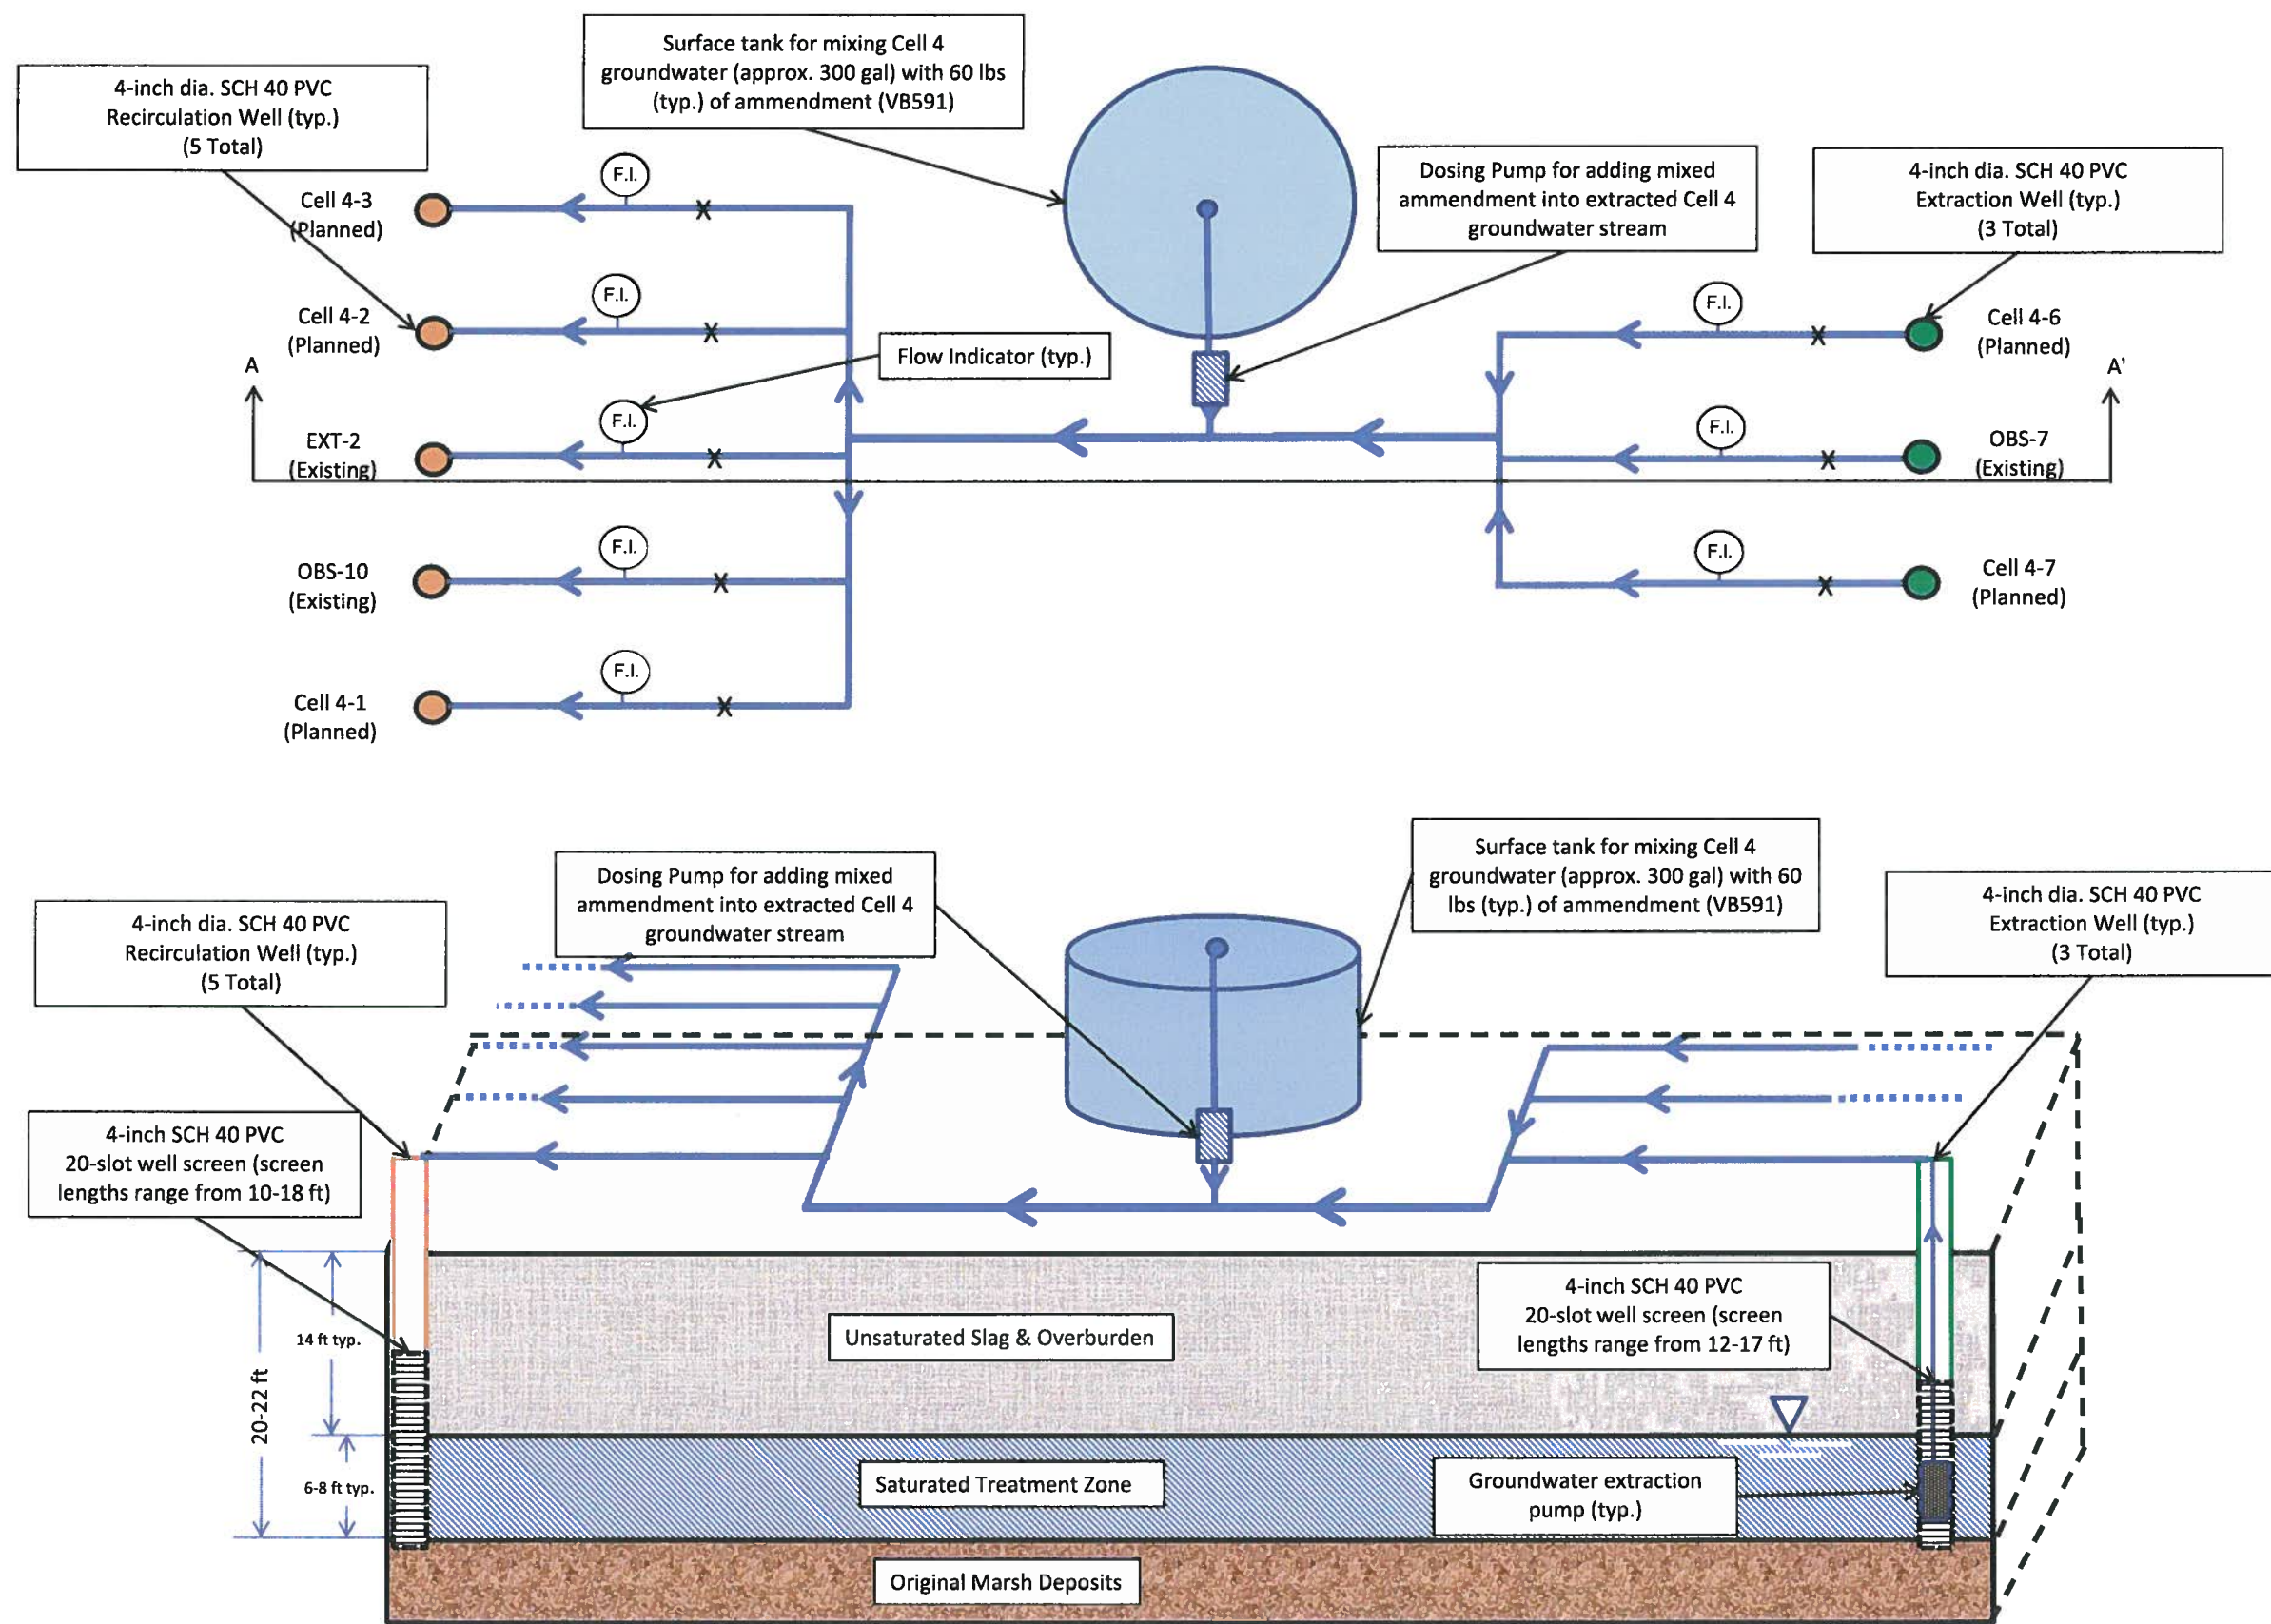 Surface tank for mixing Cell 4
groundwater (approx. 300 gal) with 60 lbs
(typ.) of ammendment (VB591)
4-inch dia. SCH 40 PVC
Recirculation Well (typ.)
(5 Total)
Dosing Pump for adding mixed
ammendment into extracted Cell 4
groundwater stream
4-inch dia. SCH 40 PVC
Extraction Well (typ.)
(3 Total)
Cell 4-3
(Planned)
F.I.
X
Cell 4-2
(Planned)
F.I.
X
Flow Indicator (typ.)
F.I.
X
Cell 4-6
(Planned)
A
A'
EXT-2
(Existing)
F.I.
X
F.I.
X
OBS-7
(Existing)
OBS-10
(Existing)
F.I.
X
F.I.
X
Cell 4-7
(Planned)
Cell 4-1
(Planned)
F.I.
X
Dosing Pump for adding mixed
ammendment into extracted Cell 4
groundwater stream
Surface tank for mixing Cell 4
groundwater (approx. 300 gal) with 60
lbs (typ.) of ammendment (VB591)
4-inch dia. SCH 40 PVC
Recirculation Well (typ.)
(5 Total)
4-inch dia. SCH 40 PVC
Extraction Well (typ.)
(3 Total)
4-inch SCH 40 PVC
20-slot well screen (screen
lengths range from 10-18 ft)
4-inch SCH 40 PVC
20-slot well screen (screen
lengths range from 12-17 ft)
14 ft typ.
Unsaturated Slag & Overburden
20-22 ft
6-8 ft typ.
Saturated Treatment Zone
Groundwater extraction
pump (typ.)
Original Marsh Deposits